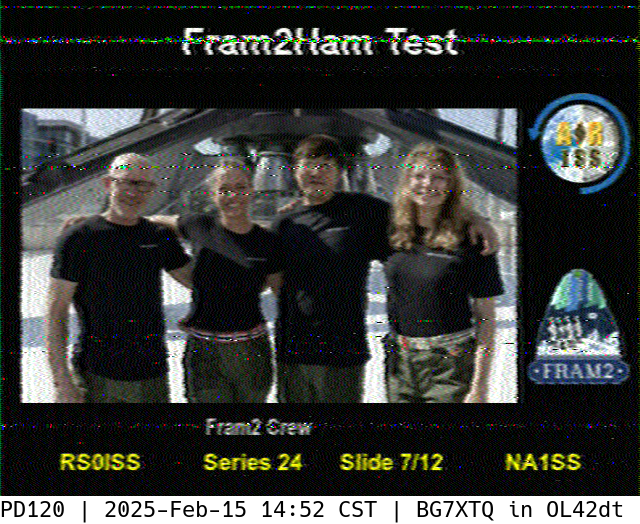 Fram2Ham Test
A R
ISS
·FRAM2·
Fram2 Crew
RS0ISS Series 24 Slide 7/12 NA1SS
PD120 | 2025-Feb-15 14:52 CST | BG7XTQ in OL42dt